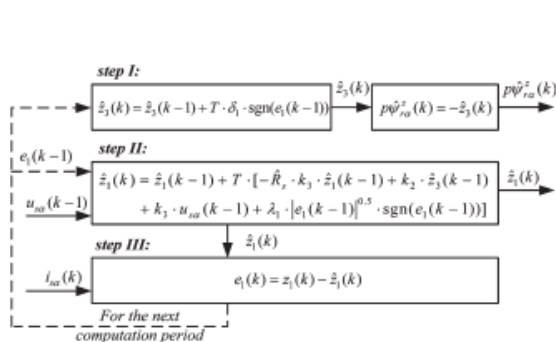 step I:
ẑ₃(k) = ẑ₃(k−1) + T·δ₁·sgn(e₁(k−1))
ẑ₃(k)
pψ̂ᶻᵣα(k) = −ẑ₃(k)
pψ̂ᶻᵣα(k)
e₁(k−1)
step II:
ẑ₁(k) = ẑ₁(k−1) + T·[−R̂ₛ·k₃·ẑ₁(k−1) + k₂·ẑ₃(k−1)
+ k₃·uₛα(k−1) + λ₁·|e₁(k−1)|⁰·⁵·sgn(e₁(k−1))]
ẑ₁(k)
uₛα(k−1)
ẑ₁(k)
step III:
iₛα(k)
e₁(k) = z₁(k) − ẑ₁(k)
For the next
computation period